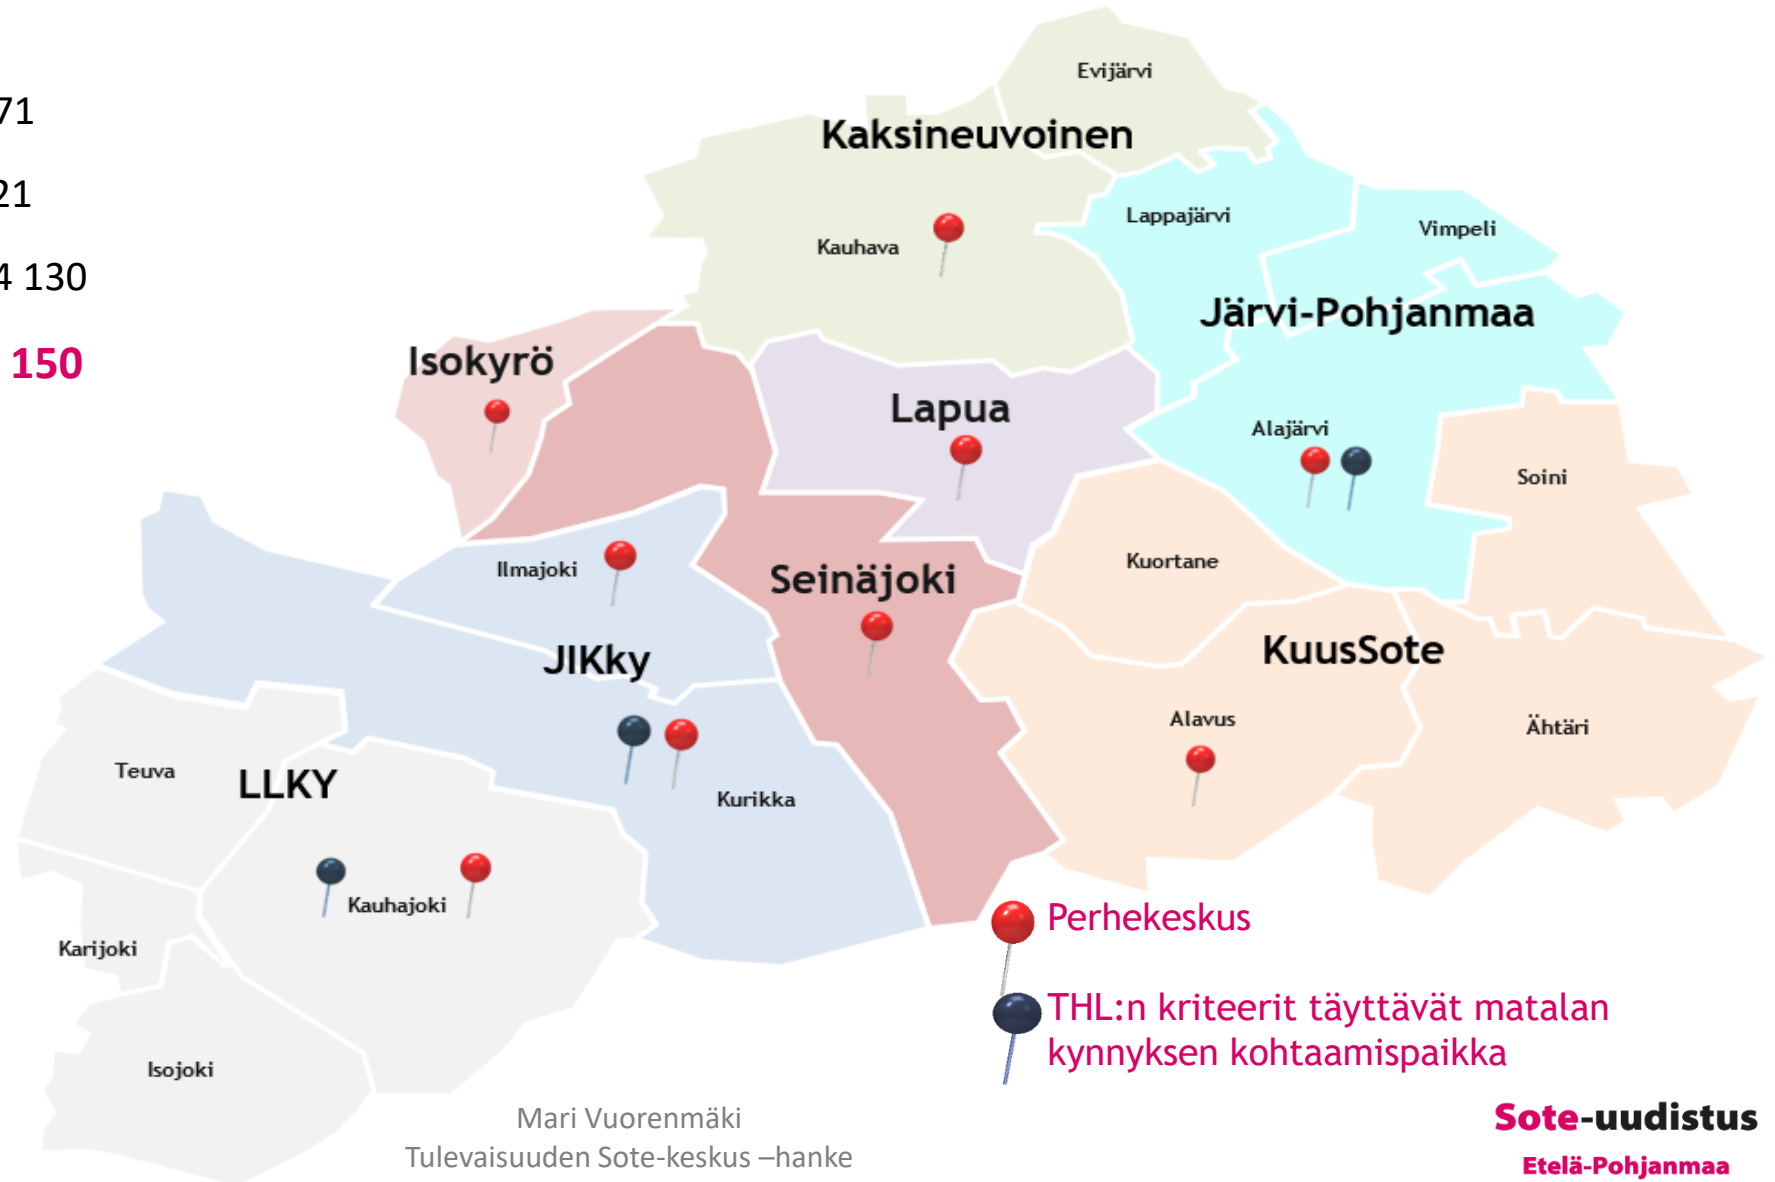 71
21
4 130
150
Evijärvi
Kaksineuvoinen
Lappajärvi
Vimpeli
Kauhava
Järvi-Pohjanmaa
Isokyrö
Lapua
Alajärvi
Soini
Ilmajoki
Kuortane
Seinäjoki
JIKky
KuusSote
Alavus
Ähtäri
Teuva
LLKY
Kurikka
Kauhajoki
Karijoki
Isojoki
Perhekeskus
THL:n kriteerit täyttävät matalan
kynnyksen kohtaamispaikka
Mari Vuorenmäki
Tulevaisuuden Sote-keskus –hanke
Sote-uudistus
Etelä-Pohjanmaa